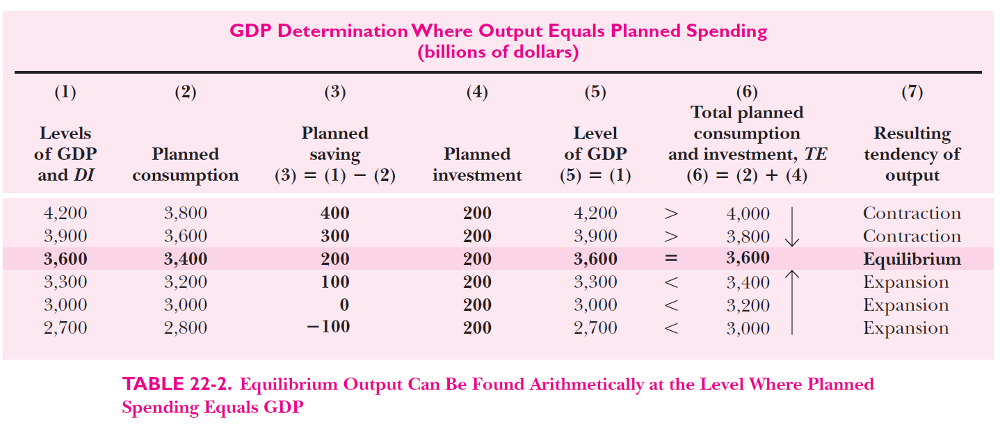 GDP Determination Where Output Equals Planned Spending
(billions of dollars)
(1) (2) (3) (4) (5) (6) (7)
Total planned
Levels Planned Level consumption Resulting
of GDP Planned saving Planned of GDP and investment, TE tendency of
and DI consumption (3) = (1) − (2) investment (5) = (1) (6) = (2) + (4) output
4,200 3,800 400 200 4,200 > 4,000 Contraction
3,900 3,600 300 200 3,900 > 3,800 Contraction
3,600 3,400 200 200 3,600 = 3,600 Equilibrium
3,300 3,200 100 200 3,300 < 3,400 Expansion
3,000 3,000 0 200 3,000 < 3,200 Expansion
2,700 2,800 −100 200 2,700 < 3,000 Expansion
TABLE 22-2. Equilibrium Output Can Be Found Arithmetically at the Level Where Planned
Spending Equals GDP